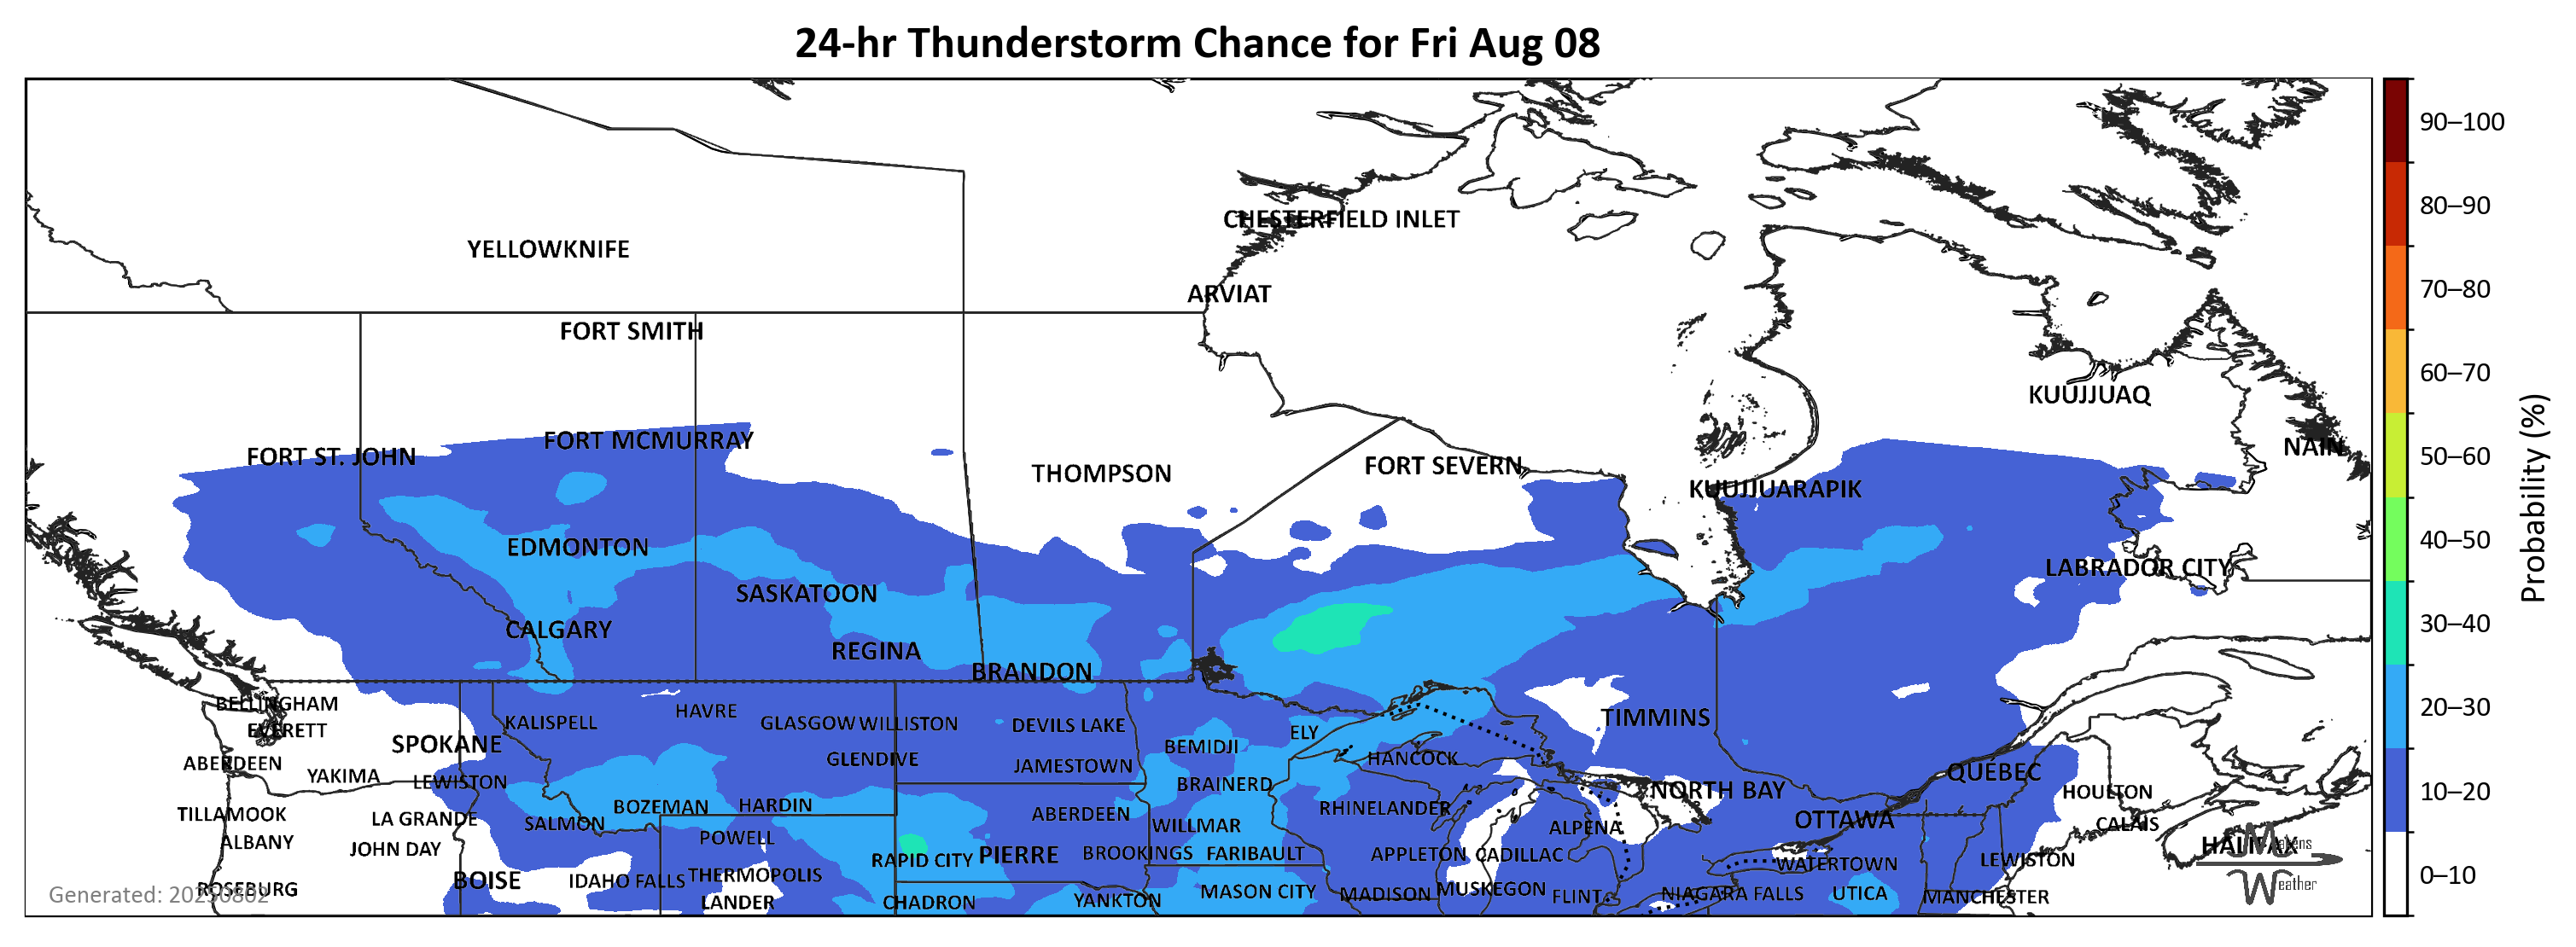 24-hr Thunderstorm Chance for Fri Aug 08
90–100
80–90
CHESTERFIELD INLET
YELLOWKNIFE
70–80
ARVIAT
FORT SMITH
60–70
KUUJJUAQ
50–60
FORT MCMURRAY
NAIN
FORT ST. JOHN
FORT SEVERN
THOMPSON
KUUJJUARAPIK
Probability (%)
40–50
EDMONTON
LABRADOR CITY
SASKATOON
30–40
CALGARY
REGINA
BRANDON
BELLINGHAM
20–30
HAVRE
TIMMINS
KALISPELL
GLASGOW WILLISTON
DEVILS LAKE
EVERETT
ELY
SPOKANE
BEMIDJI
GLENDIVE
HANCOCK
ABERDEEN
JAMESTOWN
QUÉBEC
YAKIMA
LEWISTON
BRAINERD
NORTH BAY
HOULTON
10–20
BOZEMAN
HARDIN
RHINELANDER
TILLAMOOK
LA GRANDE
ABERDEEN
OTTAWA
SALMON
WILLMAR
ALPENA
CALAIS
POWELL
ALBANY
JOHN DAY
HALIFAX
Makens
BROOKINGS
FARIBAULT
APPLETON
CADILLAC
PIERRE
RAPID CITY
WATERTOWN
LEWISTON
THERMOPOLIS
0–10
BOISE
IDAHO FALLS
Weather
ROSEBURG
MUSKEGON
MASON CITY
MADISON
NIAGARA FALLS
UTICA
Generated: 20250802
FLINT
MANCHESTER
YANKTON
LANDER
CHADRON